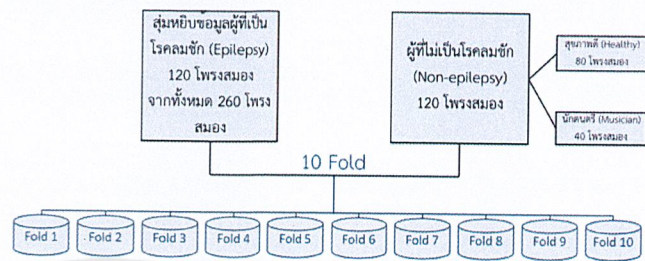 สุ่มหยิบข้อมูลผู้ที่เป็น
โรคลมชัก (Epilepsy)
120 โพรงสมอง
จากทั้งหมด 260 โพรง
สมอง
ผู้ที่ไม่เป็นโรคลมชัก
(Non-epilepsy)
120 โพรงสมอง
สุขภาพดี (Healthy)
80 โพรงสมอง
นักดนตรี (Musician)
40 โพรงสมอง
10 Fold
Fold 1
Fold 2
Fold 3
Fold 4
Fold 5
Fold 6
Fold 7
Fold 8
Fold 9
Fold 10